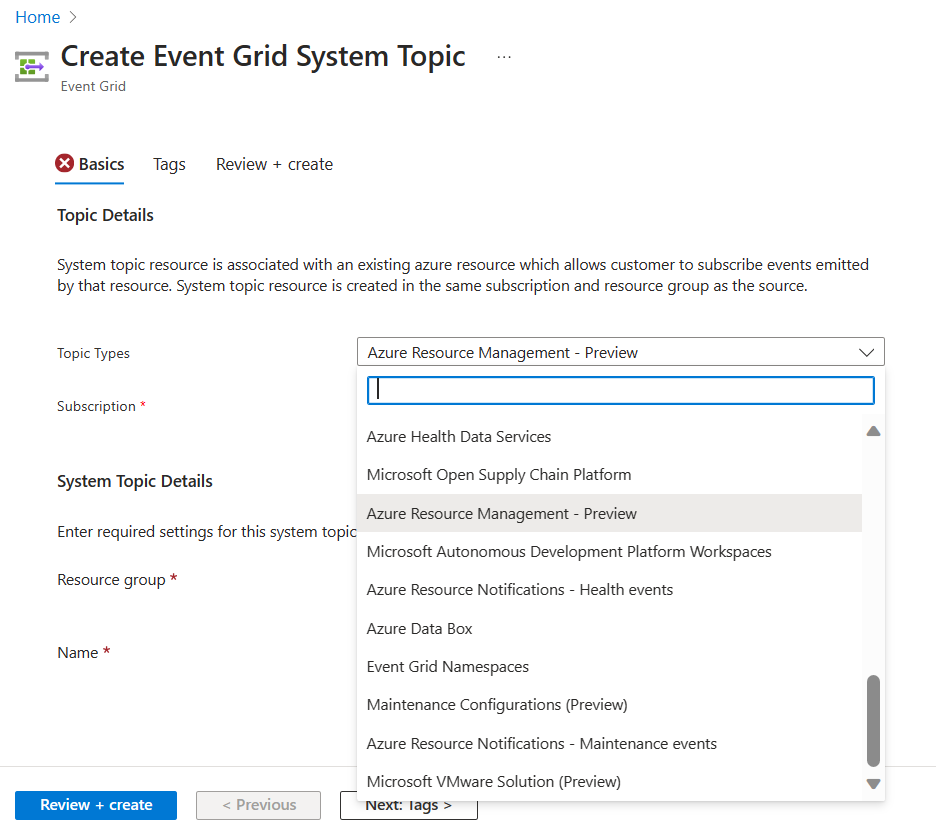 Home
Create Event Grid System Topic ...
Event Grid
Basics Tags Review + create
Topic Details
System topic resource is associated with an existing azure resource which allows customer to subscribe events emitted
by that resource. System topic resource is created in the same subscription and resource group as the source.
Topic Types Azure Resource Management - Preview
Subscription *
Azure Health Data Services
Microsoft Open Supply Chain Platform
System Topic Details
Azure Resource Management - Preview
Enter required settings for this system topic
Microsoft Autonomous Development Platform Workspaces
Resource group *
Azure Resource Notifications - Health events
Azure Data Box
Name *
Event Grid Namespaces
Maintenance Configurations (Preview)
Azure Resource Notifications - Maintenance events
Microsoft VMware Solution (Preview)
Review + create < Previous Next: Tags >